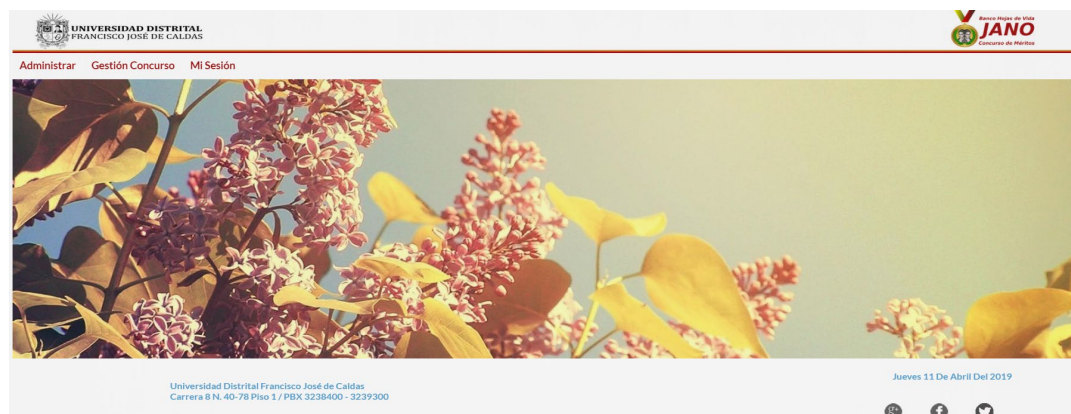 UNIVERSIDAD DISTRITAL
FRANCISCO JOSÉ DE CALDAS
Banco Hojas de Vida
JANO
Concurso de Méritos
Administrar Gestión Concurso Mi Sesión
Universidad Distrital Francisco José de Caldas
Carrera 8 N. 40-78 Piso 1 / PBX 3238400 - 3239300
Jueves 11 De Abril Del 2019